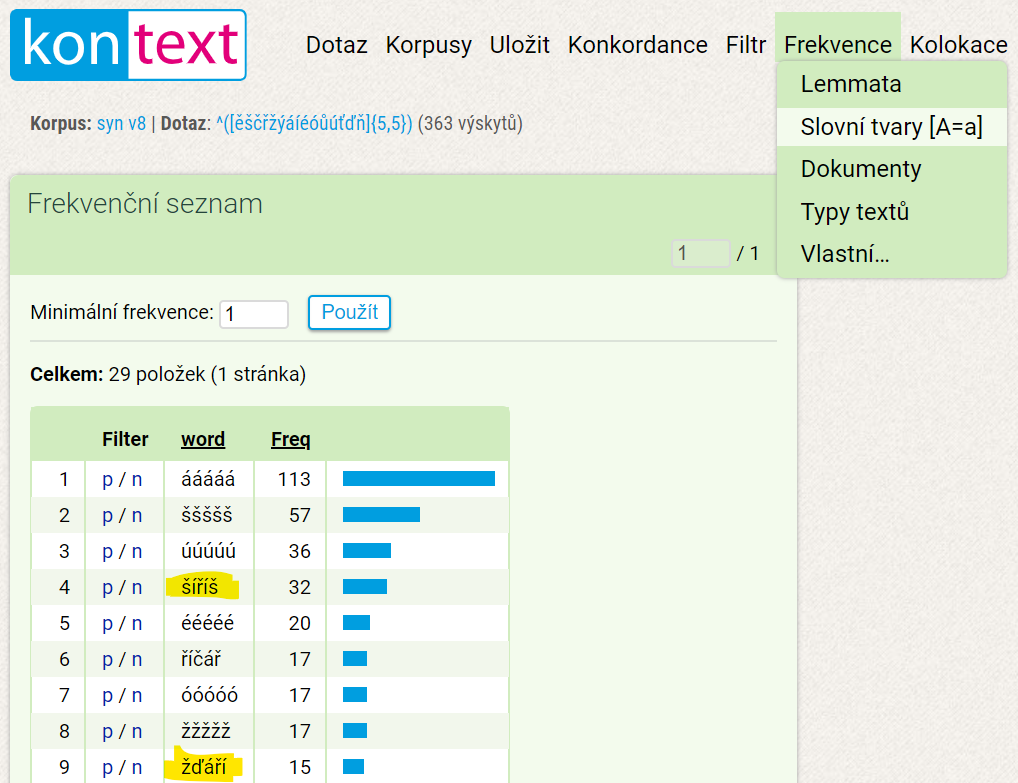 kontext
Dotaz Korpusy Uložit Konkordance Filtr Frekvence Kolokace
Lemmata
Slovní tvary [A=a]
Dokumenty
Typy textů
Vlastní...
Korpus: syn v8 | Dotaz: ^([ěščřžýáíéóůúťďň]{5,5}) (363 výskytů)
Frekvenční seznam
1 / 1
Minimální frekvence: 1 Použít
Celkem: 29 položek (1 stránka)
Filter word Freq
1 p / n ááááá 113
2 p / n ššššš 57
3 p / n úúúúú 36
4 p / n šíříš 32
5 p / n ééééé 20
6 p / n říčář 17
7 p / n óóóóó 17
8 p / n žžžžž 17
9 p / n žďáří 15